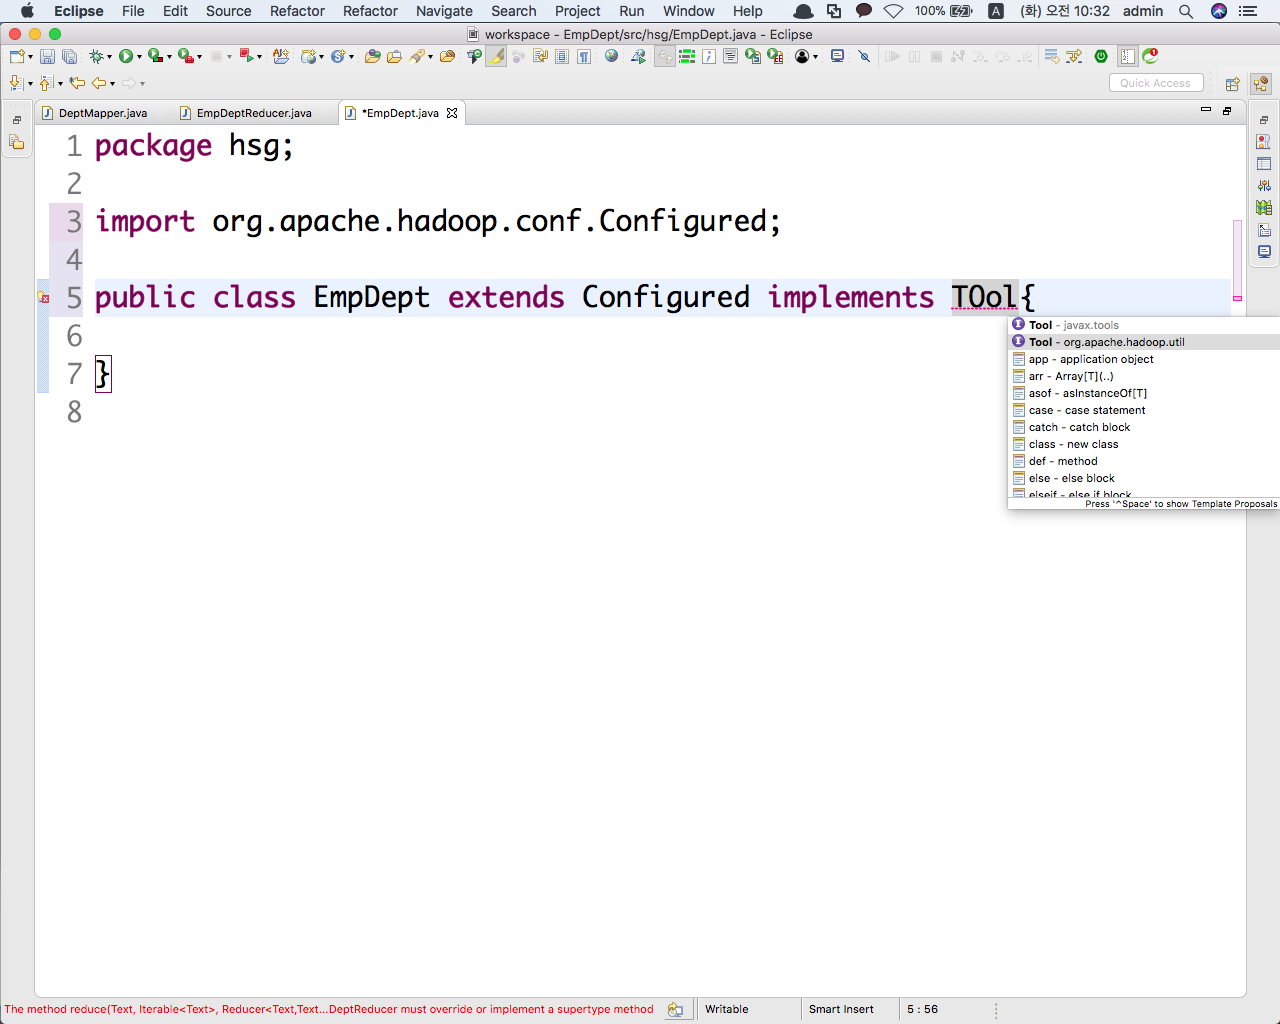 Eclipse File Edit Source Refactor Refactor Navigate Search Project Run Window Help 100% A (화) 오전 10:32 admin
workspace - EmpDept/src/hsg/EmpDept.java - Eclipse
Quick Access
DeptMapper.java EmpDeptReducer.java *EmpDept.java
1 package hsg;
2
3 import org.apache.hadoop.conf.Configured;
4
5 public class EmpDept extends Configured implements TOol{
6
7 }
8
Tool - javax.tools
Tool - org.apache.hadoop.util
app - application object
arr - Array[T](..)
asof - asInstanceOf[T]
case - case statement
catch - catch block
class - new class
def - method
else - else block
elseif - else if block
Press '^Space' to show Template Proposals
The method reduce(Text, Iterable<Text>, Reducer<Text,Text...DeptReducer must override or implement a supertype method Writable Smart Insert 5 : 56